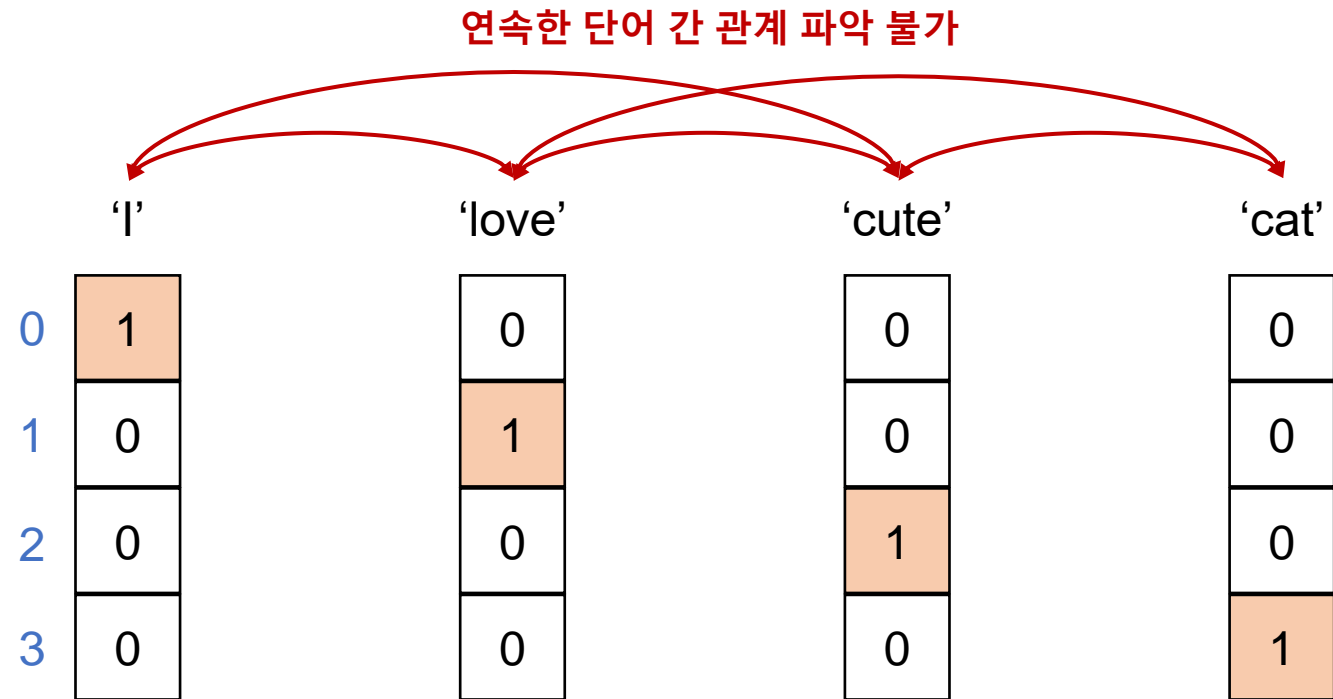 연속한 단어 간 관계 파악 불가
‘I’ ‘love’ ‘cute’ ‘cat’
0 1 0 0 0
1 0 1 0 0
2 0 0 1 0
3 0 0 0 1